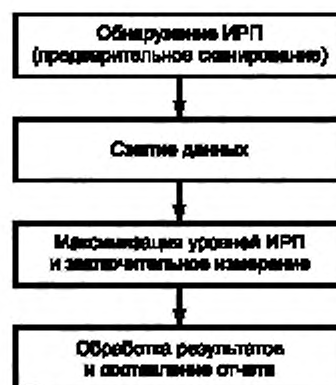 Обнаружение ИРП
(предварительное сканирование)
Сжатие данных
Максимизация уровней ИРП
и заключительное измерение
Обработка результатов
и составление отчета